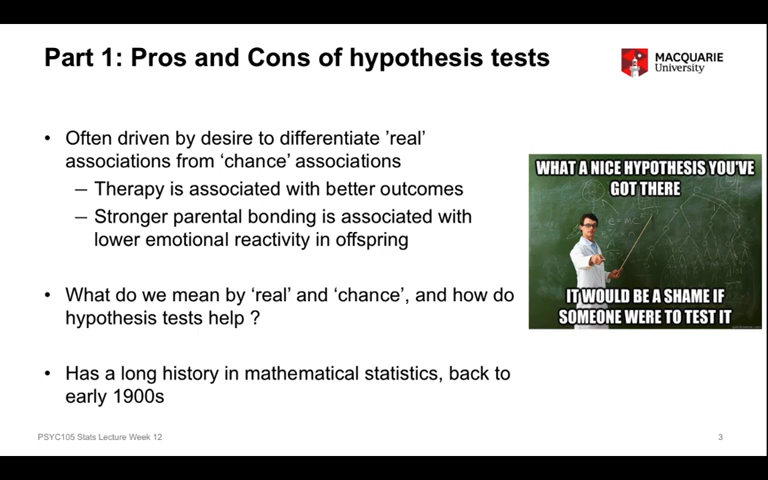 Part 1: Pros and Cons of hypothesis tests
MACQUARIE
University
• Often driven by desire to differentiate ’real’
associations from ‘chance’ associations
– Therapy is associated with better outcomes
– Stronger parental bonding is associated with
lower emotional reactivity in offspring
• What do we mean by ‘real’ and ‘chance’, and how do
hypothesis tests help ?
• Has a long history in mathematical statistics, back to
early 1900s
WHAT A NICE HYPOTHESIS YOU'VE
GOT THERE
IT WOULD BE A SHAME IF
SOMEONE WERE TO TEST IT
PSYC105 Stats Lecture Week 12
3